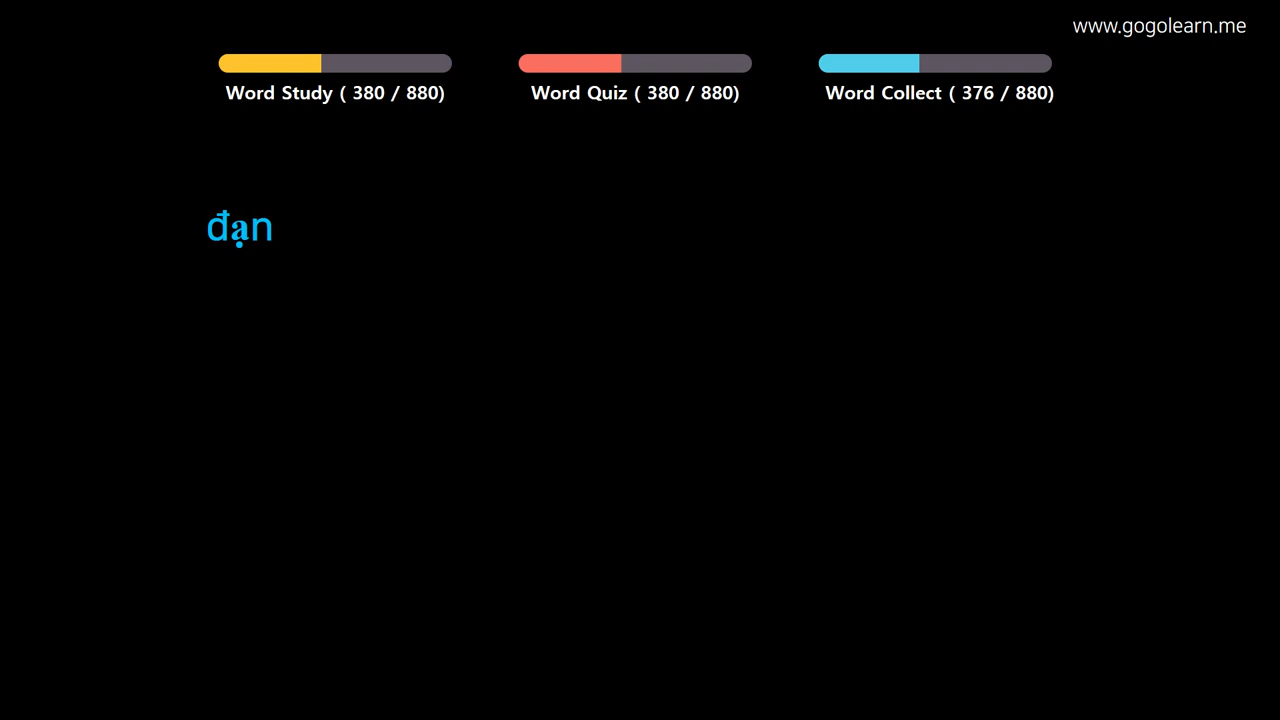 www.gogolearn.me
Word Study ( 380 / 880)
Word Quiz ( 380 / 880)
Word Collect ( 376 / 880)
đạn